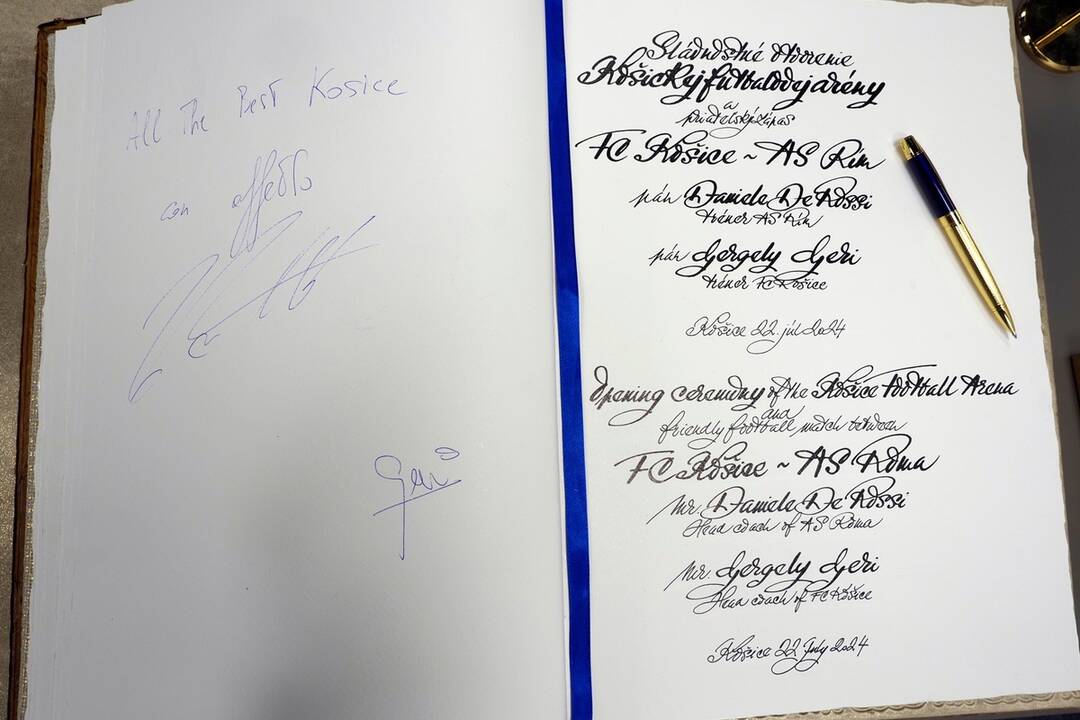 All The Best Kosice
con affetto
Geri
Slávnostné otvorenie
Košickej futbalovej arény
a
priateľský zápas
FC Košice ~ AS Rím
pán Daniele De Rossi
tréner AS Rím
pán Gergely Geri
tréner FC Košice
Košice 22. júl 2024
Opening ceremony of the Košice Football Arena
and
friendly football match between
FC Košice ~ AS Roma
Mr. Daniele De Rossi
Head coach of AS Roma
Mr. Gergely Geri
Head coach of FC Košice
Košice 22 July 2024